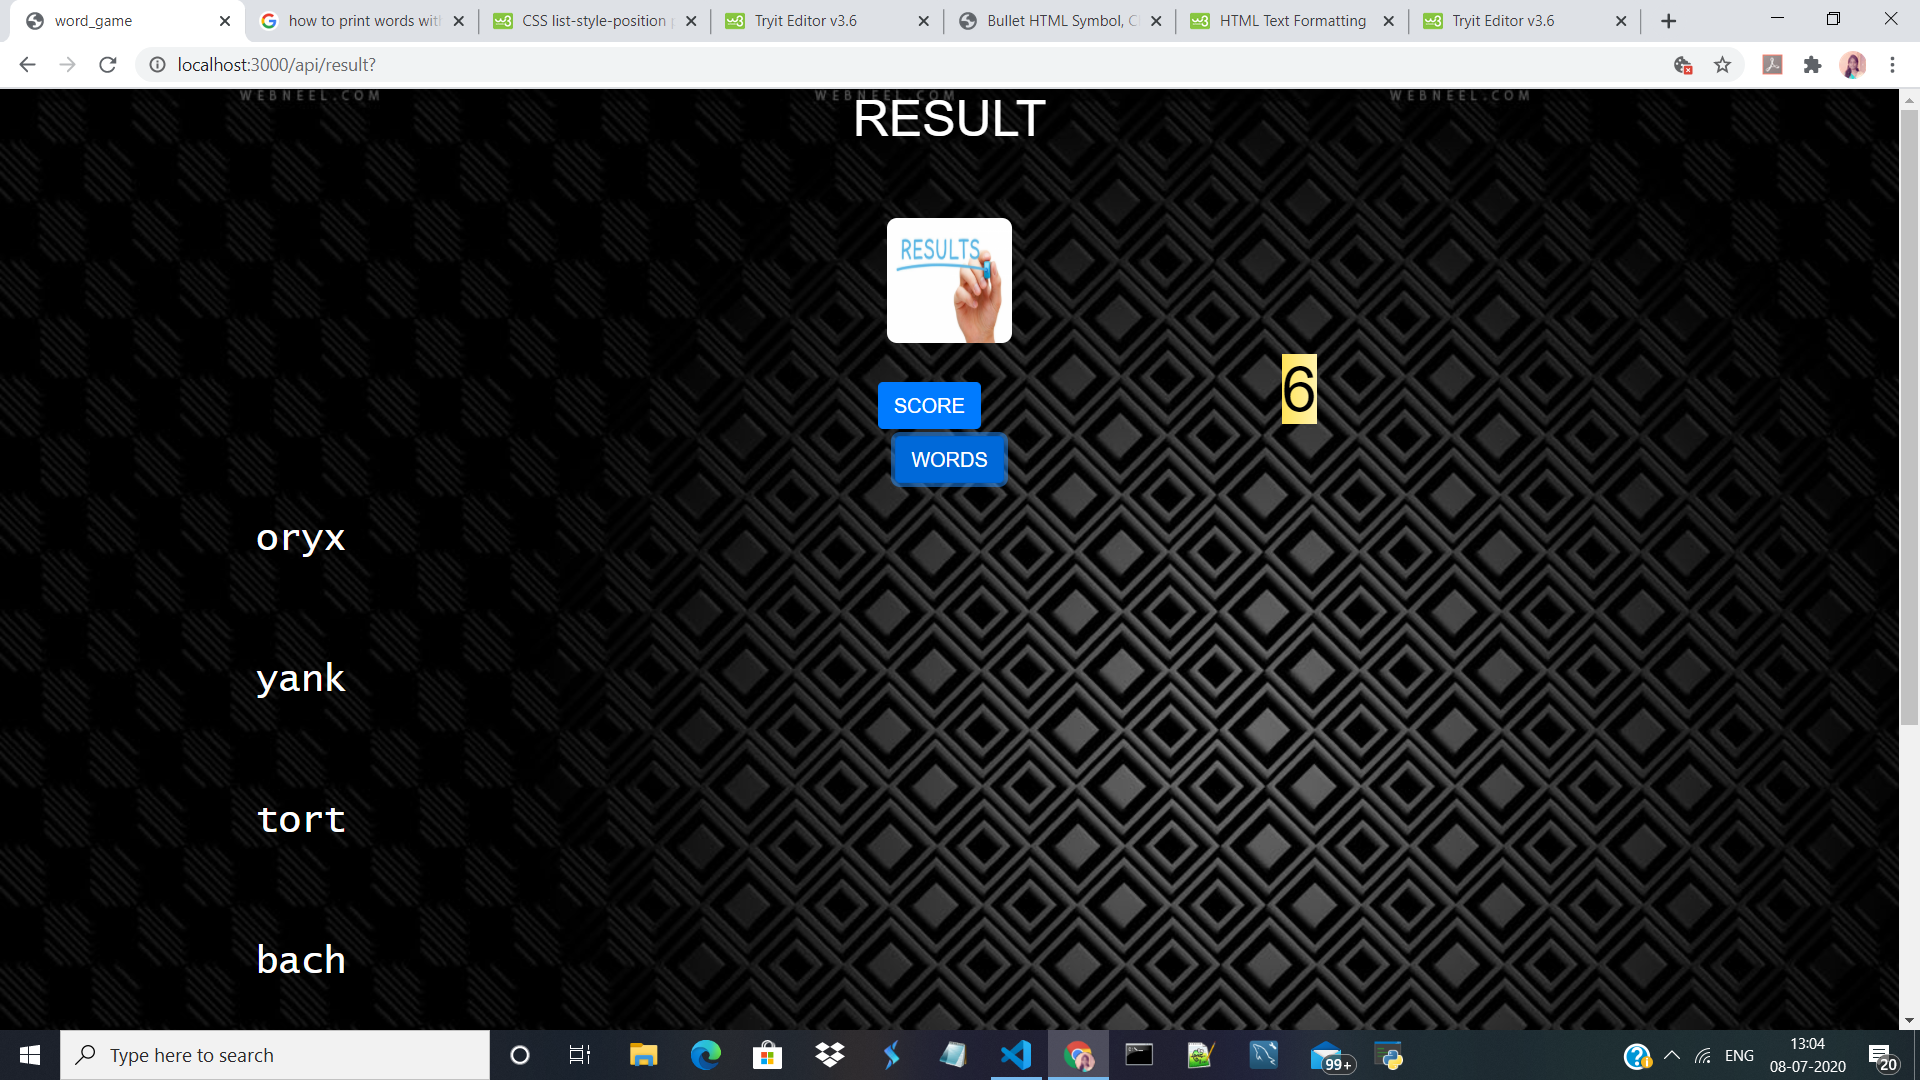 word_game
how to print words wit
CSS list-style-position
Tryit Editor v3.6
Bullet HTML Symbol, C
HTML Text Formatting
Tryit Editor v3.6
localhost:3000/api/result?
WEBNEEL.COM
WEBNEEL.COM
WEBNEEL.COM
RESULT
RESULTS
6
SCORE
WORDS
oryx
yank
tort
bach
Type here to search
99+
ENG
13:04
08-07-2020
20